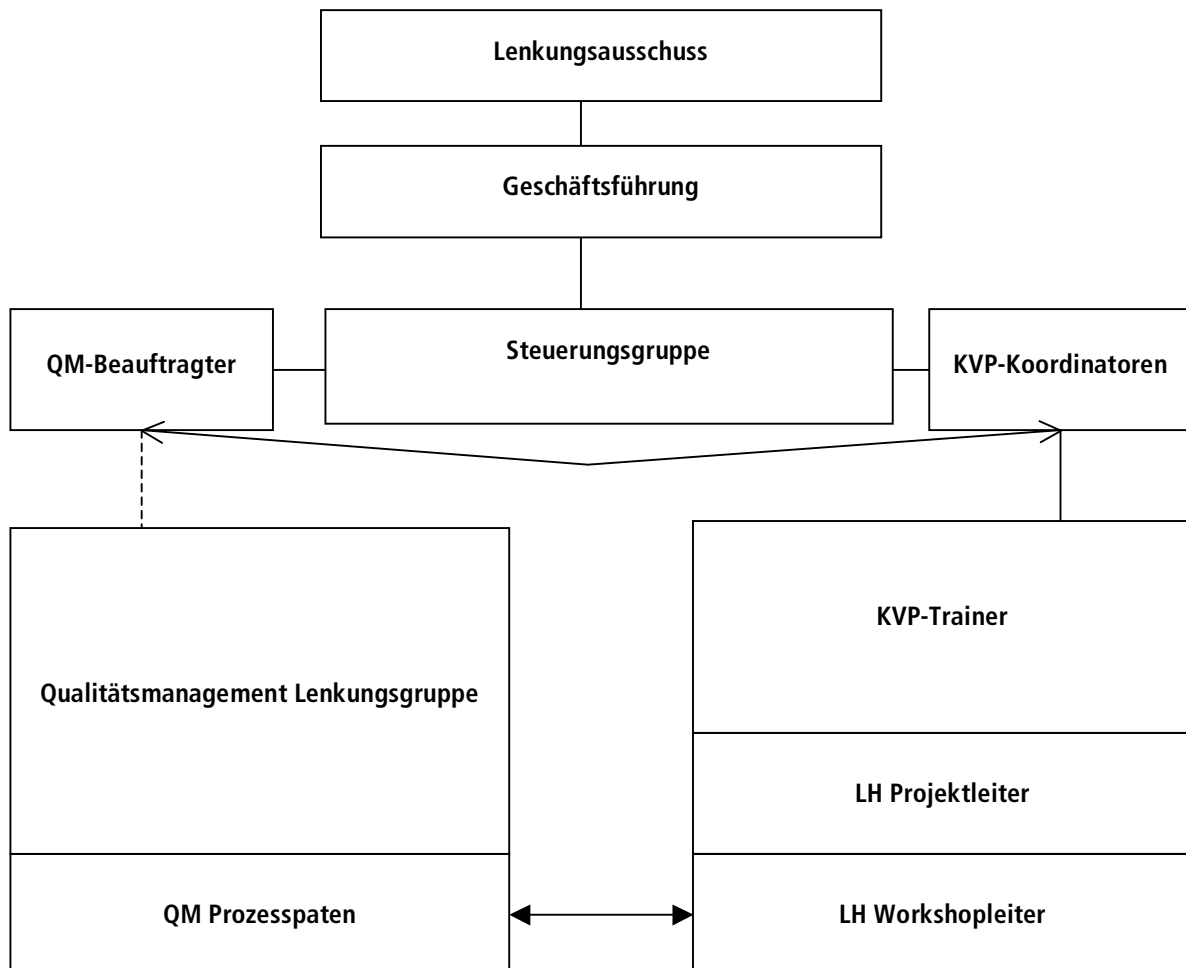 Lenkungsausschuss
Geschäftsführung
QM-Beauftragter
Steuerungsgruppe
KVP-Koordinatoren
Qualitätsmanagement Lenkungsgruppe
QM Prozesspaten
KVP-Trainer
LH Projektleiter
LH Workshopleiter